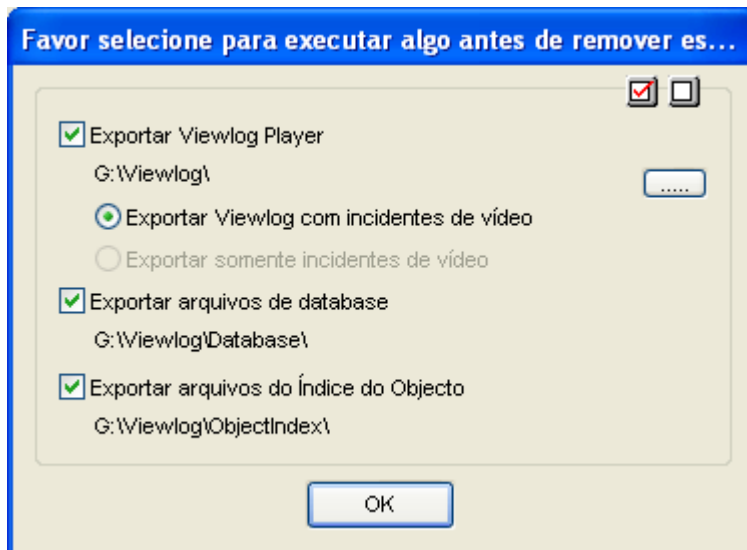 Favor selecione para executar algo antes de remover es...
Exportar Viewlog Player
G:\Viewlog\
.....
Exportar Viewlog com incidentes de vídeo
Exportar somente incidentes de vídeo
Exportar arquivos de database
G:\Viewlog\Database\
Exportar arquivos do Índice do Objecto
G:\Viewlog\ObjectIndex\
OK